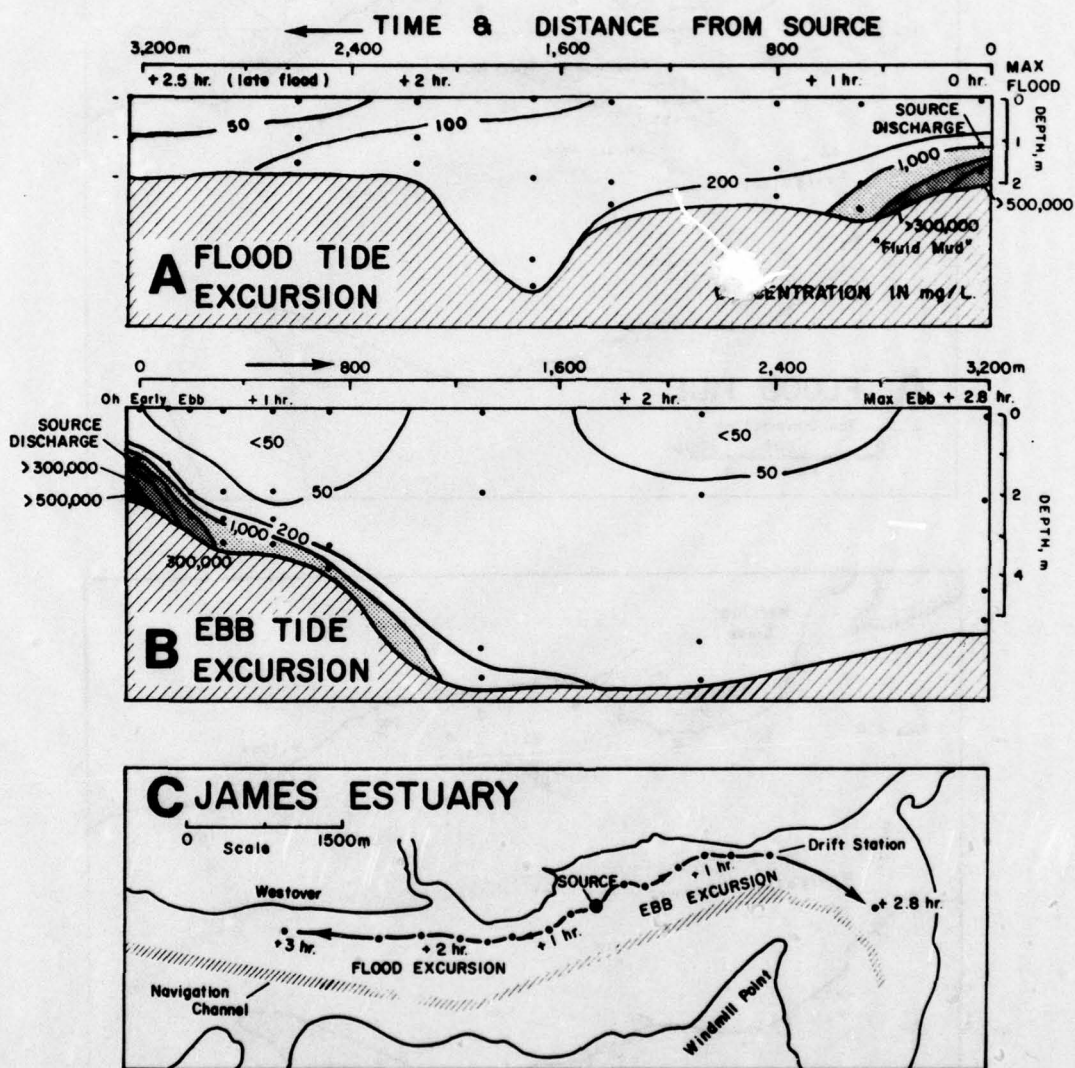 TIME & DISTANCE FROM SOURCE
3,200m 2,400 1,600 800 0
+2.5 hr. (late flood) +2 hr. +1 hr. 0 hr.
MAX
FLOOD
SOURCE
DISCHARGE
50 100 200 1,000
0
1
2
DEPTH, m
>500,000
>300,000
"Fluid Mud"
A FLOOD TIDE
EXCURSION
CONCENTRATION IN mg/L.
0 800 1,600 2,400 3,200m
Oh Early Ebb +1 hr. +2 hr. Max Ebb +2.8 hr.
SOURCE
DISCHARGE
>300,000
>500,000
<50 <50
50 50
1,000 200
300,000
0
2
4
DEPTH, m
B EBB TIDE
EXCURSION
C JAMES ESTUARY
0 1500m
Scale
Westover
SOURCE
Drift Station
+1 hr.
EBB EXCURSION
+2.8 hr.
+3 hr.
+2 hr.
+1 hr.
FLOOD EXCURSION
Navigation
Channel
Windmill Point